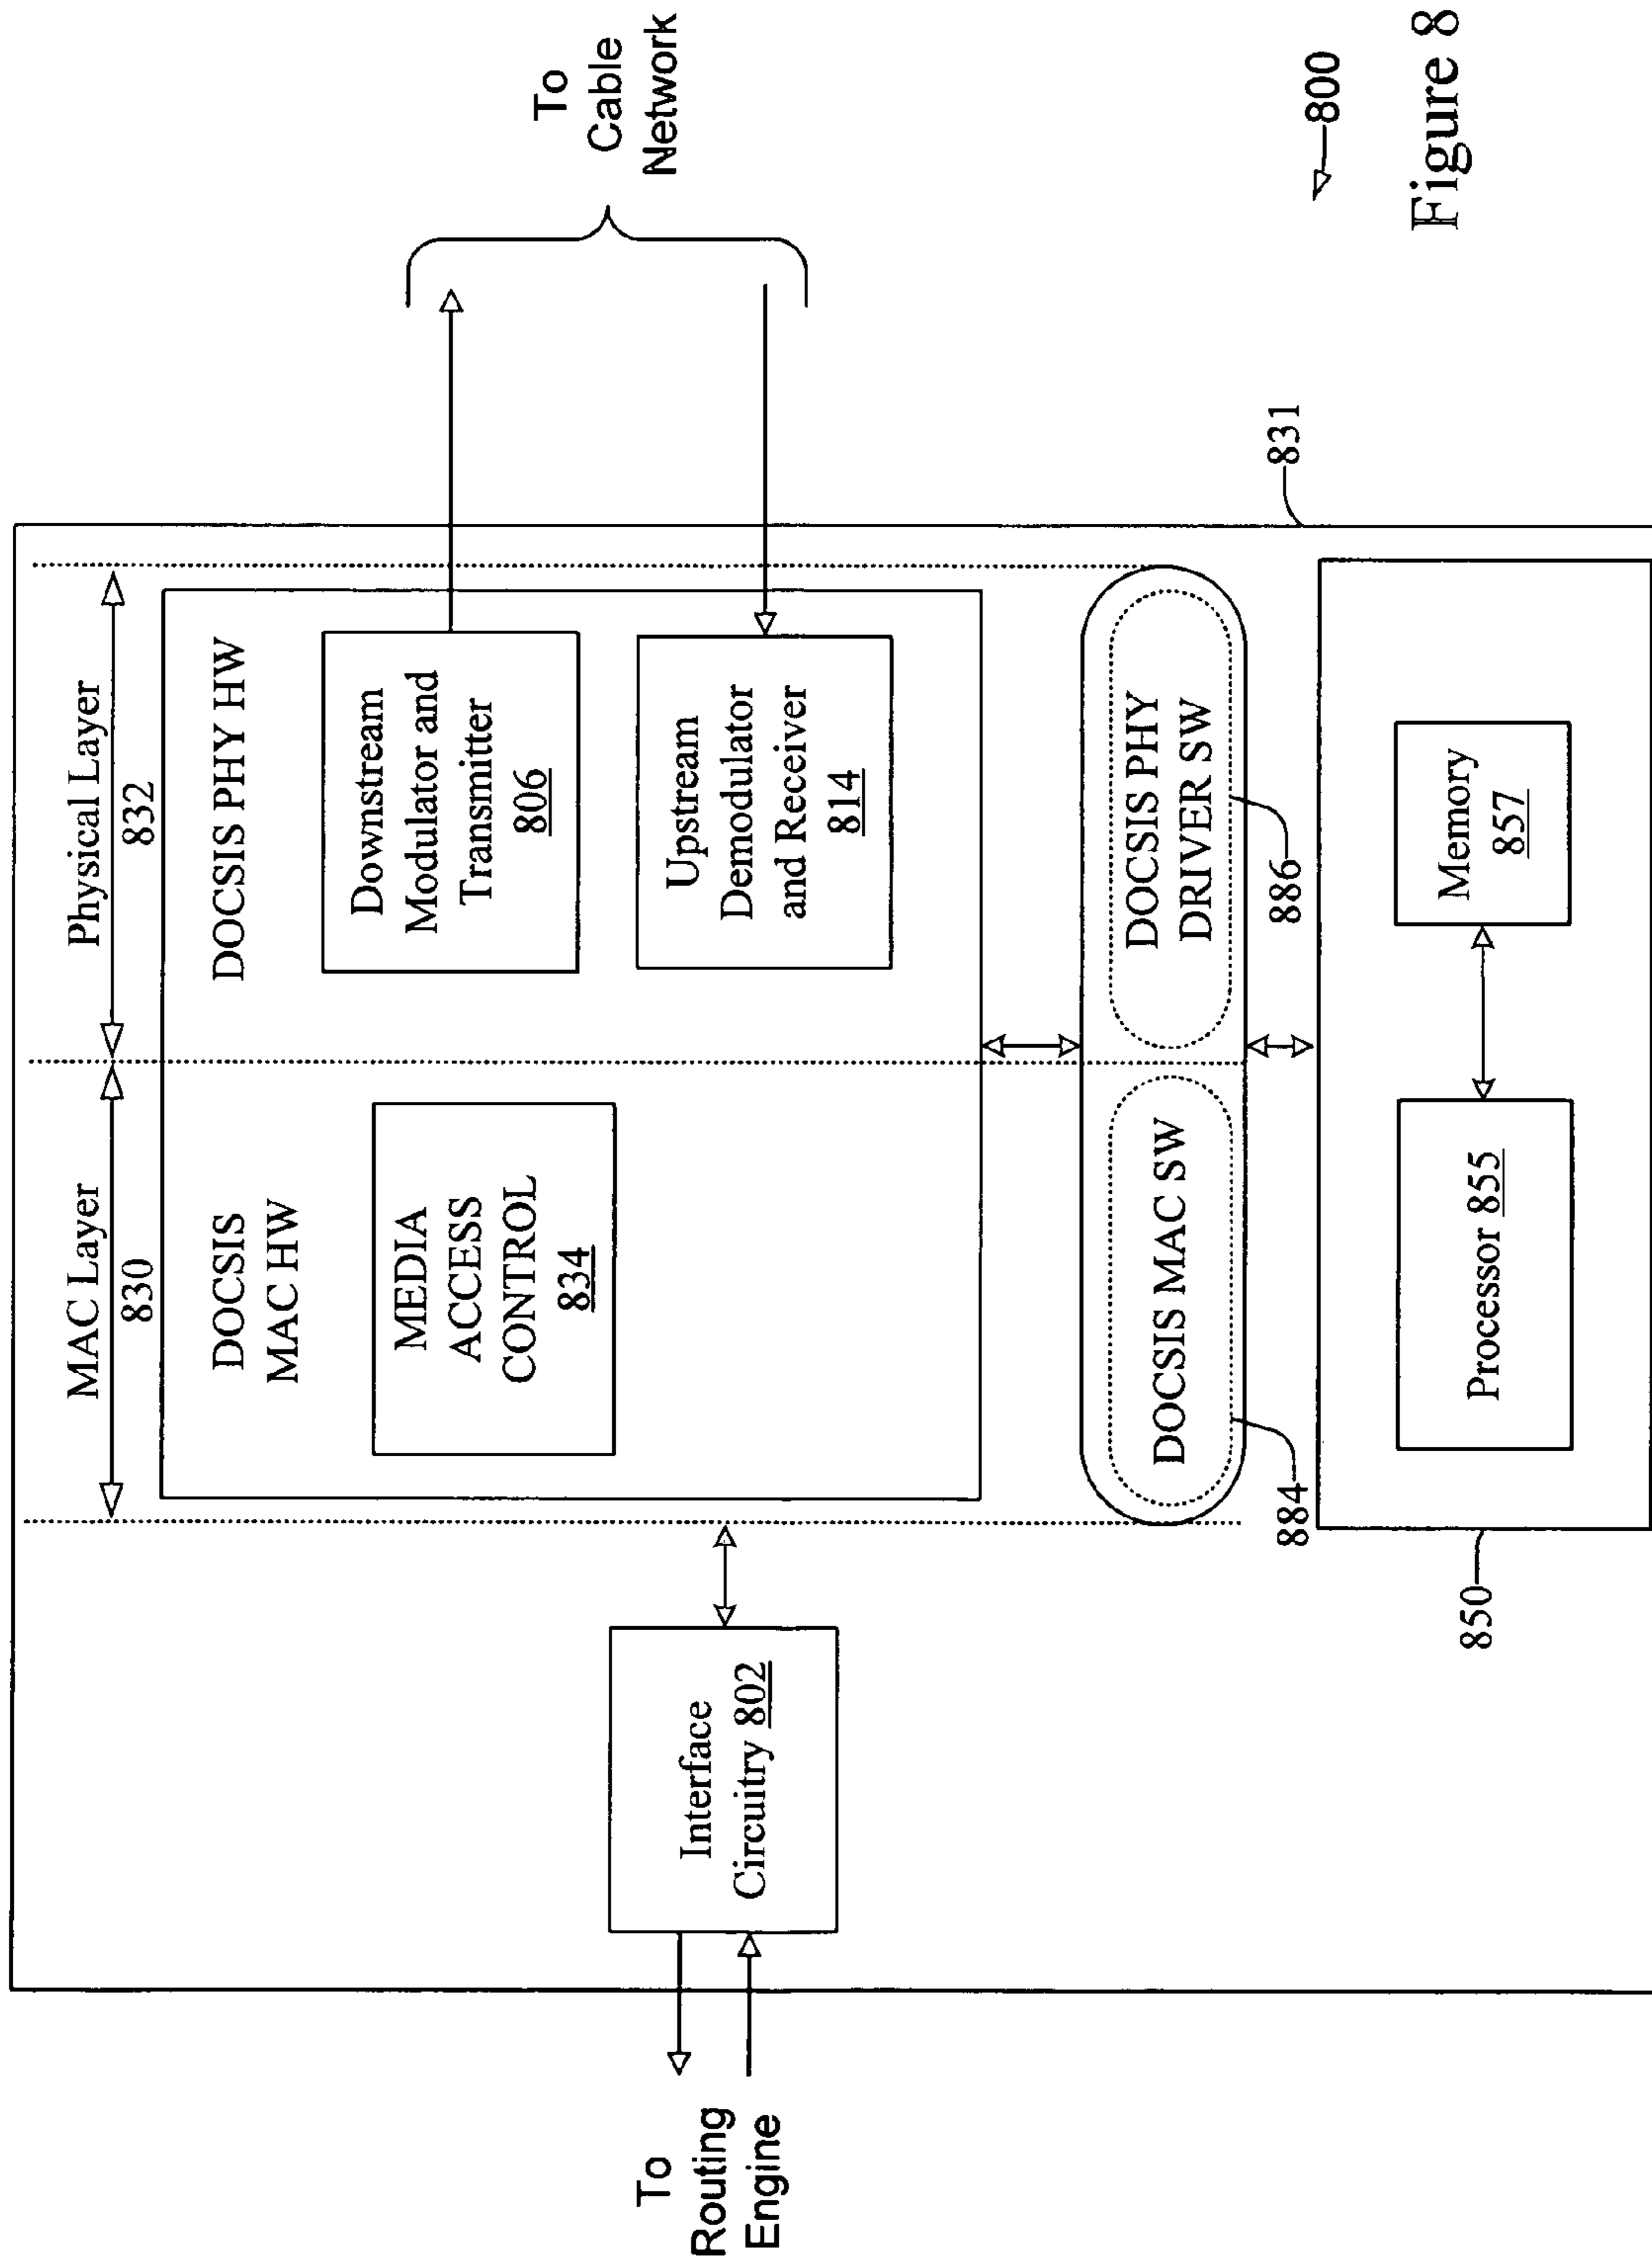 MAC Layer
830
Physical Layer
832
DOCSIS
MAC HW
DOCSIS PHY HW
MEDIA
ACCESS
CONTROL
834
Downstream
Modulator and
Transmitter
806
Upstream
Demodulator
and Receiver
814
To
Cable
Network
To
Routing
Engine
Interface
Circuitry 802
DOCSIS MAC SW
DOCSIS PHY
DRIVER SW
884
886
831
850
Processor 855
Memory
857
800
Figure 8